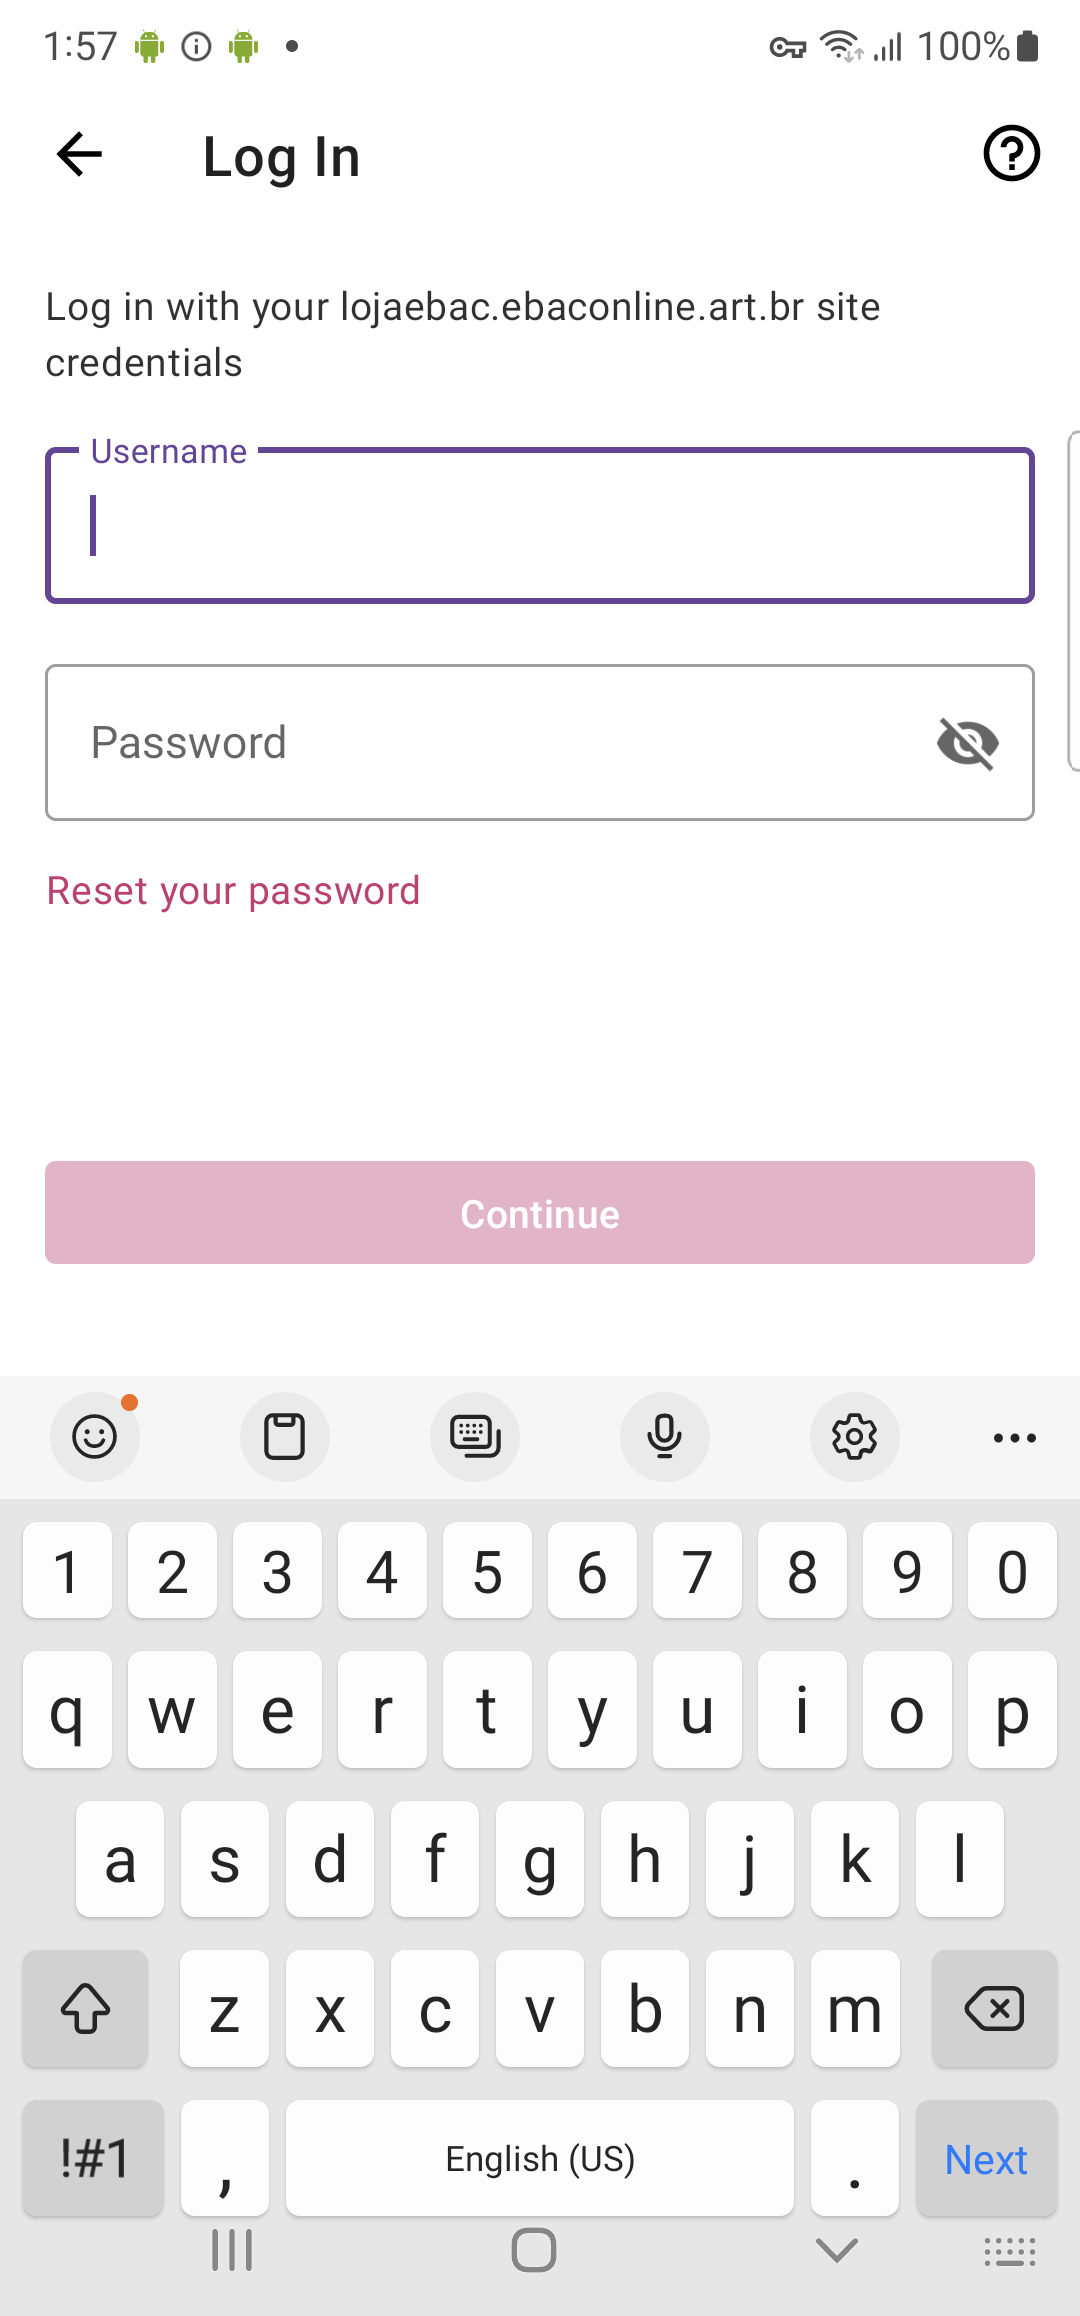 1:57
100%
Log In
Log in with your lojaebac.ebaconline.art.br site
credentials
Username
Password
Reset your password
Continue
1 2 3 4 5 6 7 8 9 0
q w e r t y u i o p
a s d f g h j k l
z x c v b n m
!#1 , English (US) . Next